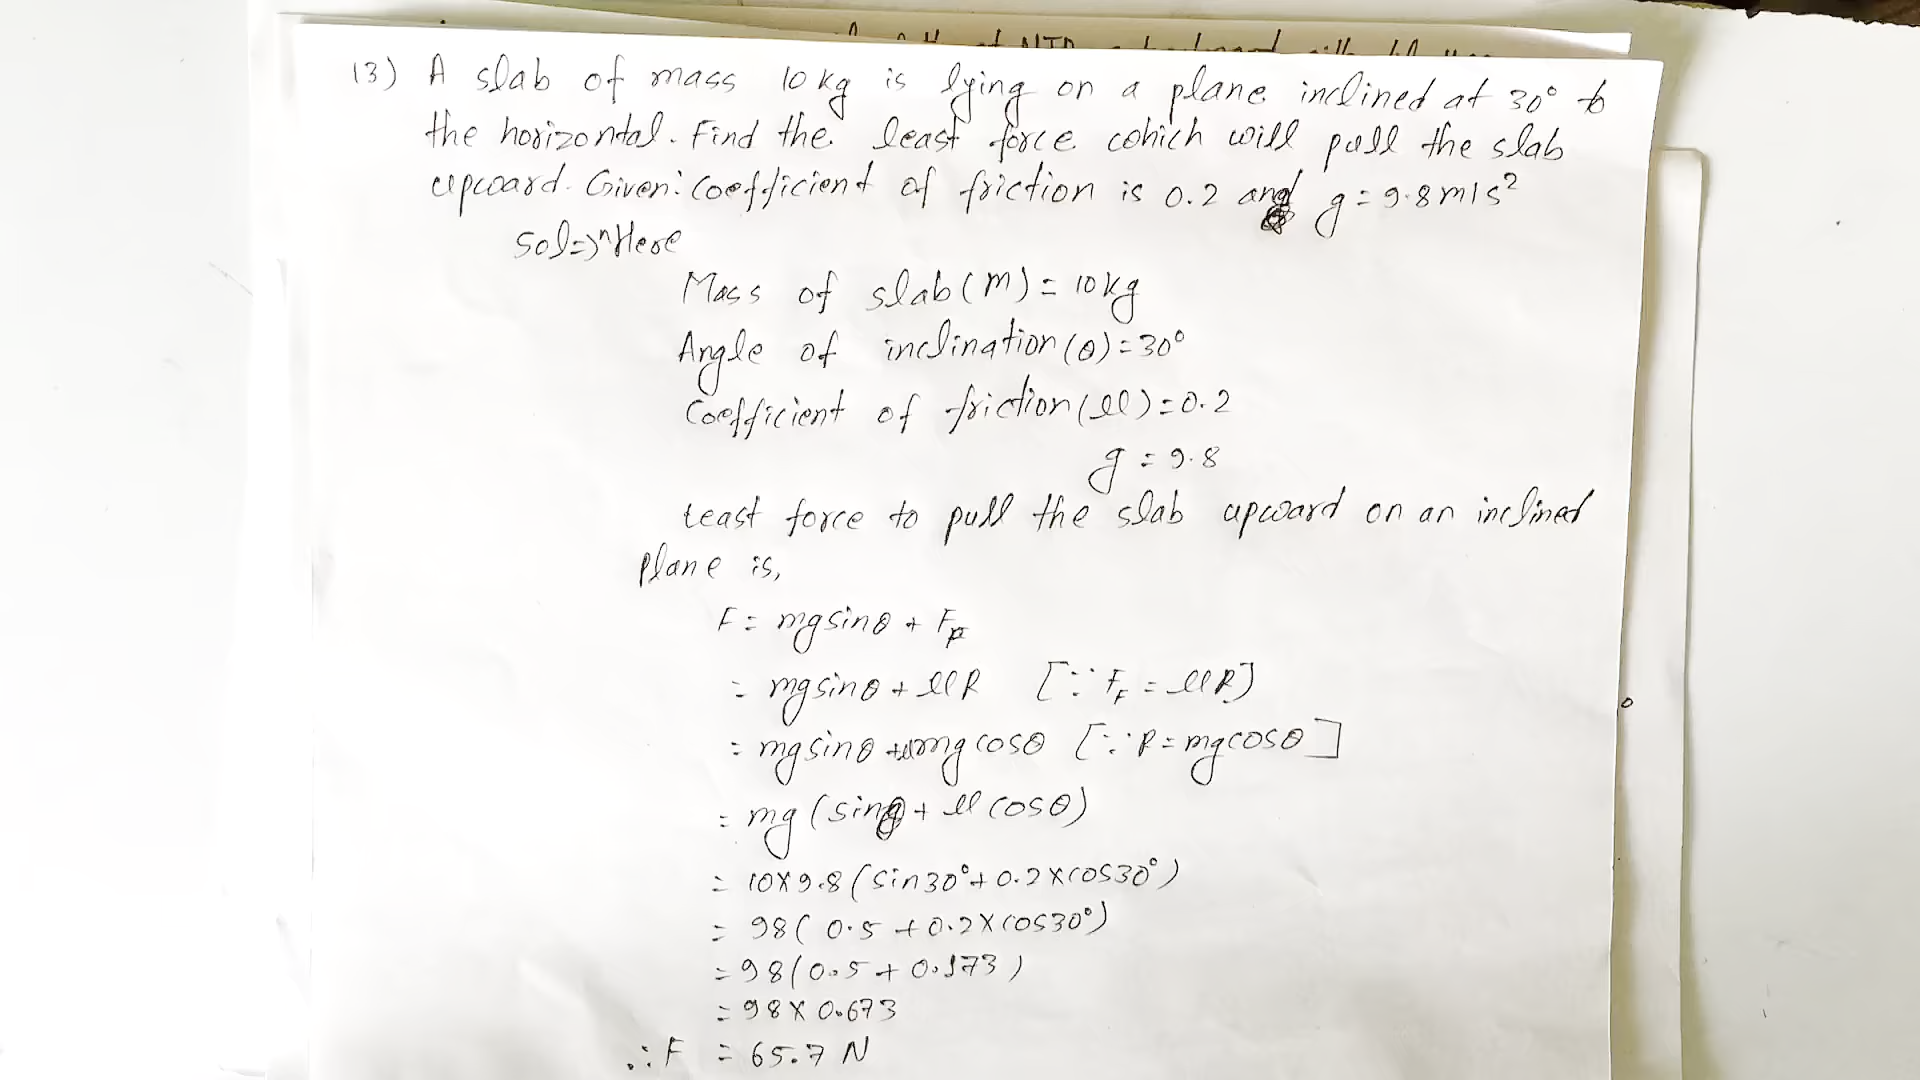 13) A slab of mass 10 kg is lying on a plane inclined at 30° to
the horizontal. Find the least force which will pull the slab
upward. Given: Coefficient of friction is 0.2 and g = 9.8 m/s²
Sol⇒ⁿ Here
Mass of slab (m) = 10kg
Angle of inclination (θ) = 30°
Coefficient of friction (μ) = 0.2
g = 9.8
Least force to pull the slab upward on an inclined
plane is,
F = mg sinθ + F_F
= mg sinθ + μR [∵ F_F = μR]
= mg sinθ + μmg cosθ [∵ R = mg cosθ]
= mg (sinθ + μ cosθ)
= 10×9.8 (sin30° + 0.2×cos30°)
= 98( 0.5 + 0.2×cos30°)
= 98(0.5 + 0.173)
= 98 × 0.673
∴ F = 65.7 N